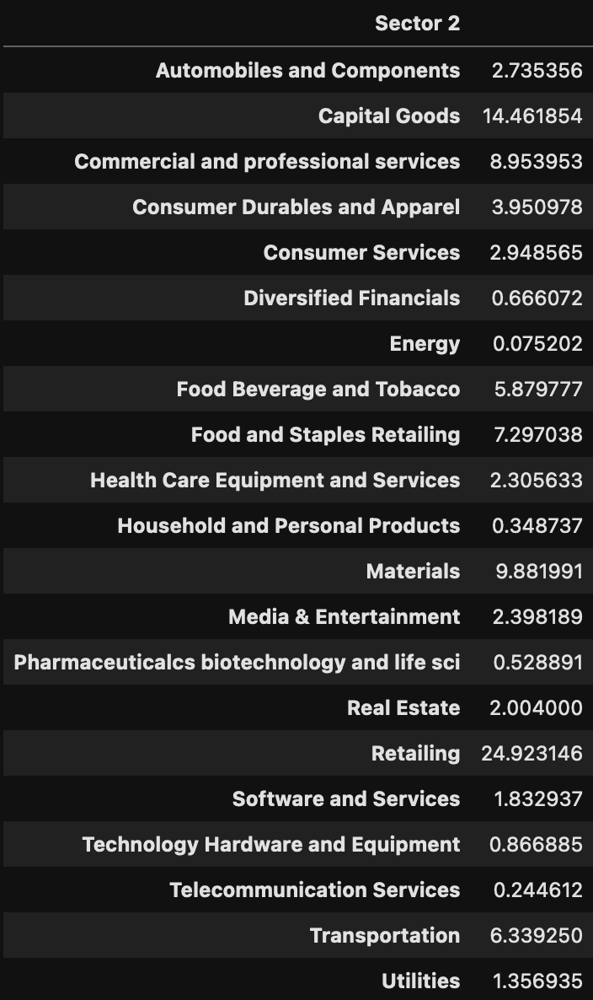 Sector 2
Automobiles and Components 2.735356
Capital Goods 14.461854
Commercial and professional services 8.953953
Consumer Durables and Apparel 3.950978
Consumer Services 2.948565
Diversified Financials 0.666072
Energy 0.075202
Food Beverage and Tobacco 5.879777
Food and Staples Retailing 7.297038
Health Care Equipment and Services 2.305633
Household and Personal Products 0.348737
Materials 9.881991
Media & Entertainment 2.398189
Pharmaceuticalcs biotechnology and life sci 0.528891
Real Estate 2.004000
Retailing 24.923146
Software and Services 1.832937
Technology Hardware and Equipment 0.866885
Telecommunication Services 0.244612
Transportation 6.339250
Utilities 1.356935